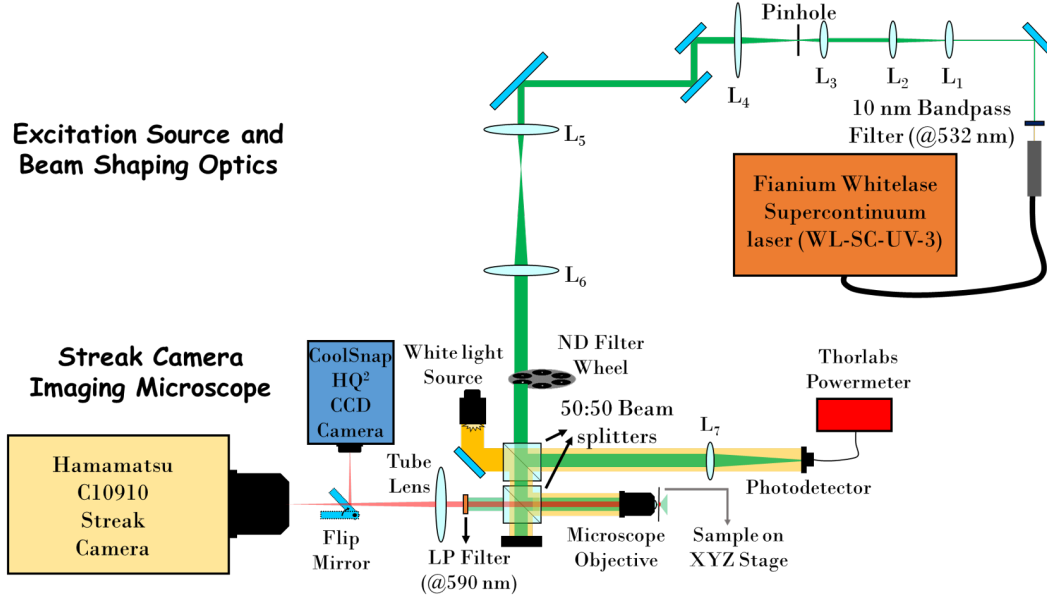 Pinhole
L4
L3
L2
L1
10 nm Bandpass
Filter (@532 nm)
Excitation Source and
Beam Shaping Optics
L5
Fianium Whitelase
Supercontinuum
laser (WL-SC-UV-3)
L6
Streak Camera
Imaging Microscope
CoolSnap
HQ²
CCD
Camera
White light
Source
ND Filter
Wheel
Thorlabs
Powermeter
50:50 Beam
splitters
L7
Hamamatsu
C10910
Streak
Camera
Tube
Lens
Photodetector
Flip
Mirror
LP Filter
(@590 nm)
Microscope
Objective
Sample on
XYZ Stage